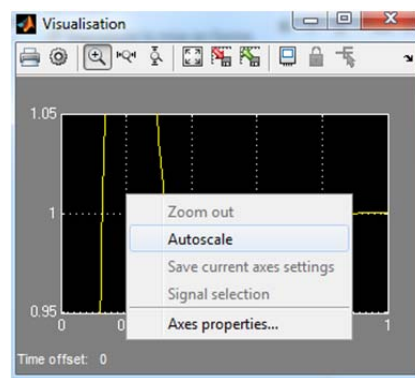 Visualisation
1.05
1
0.95
0
0
1
Zoom out
Autoscale
Save current axes settings
Signal selection
Axes properties...
Time offset: 0